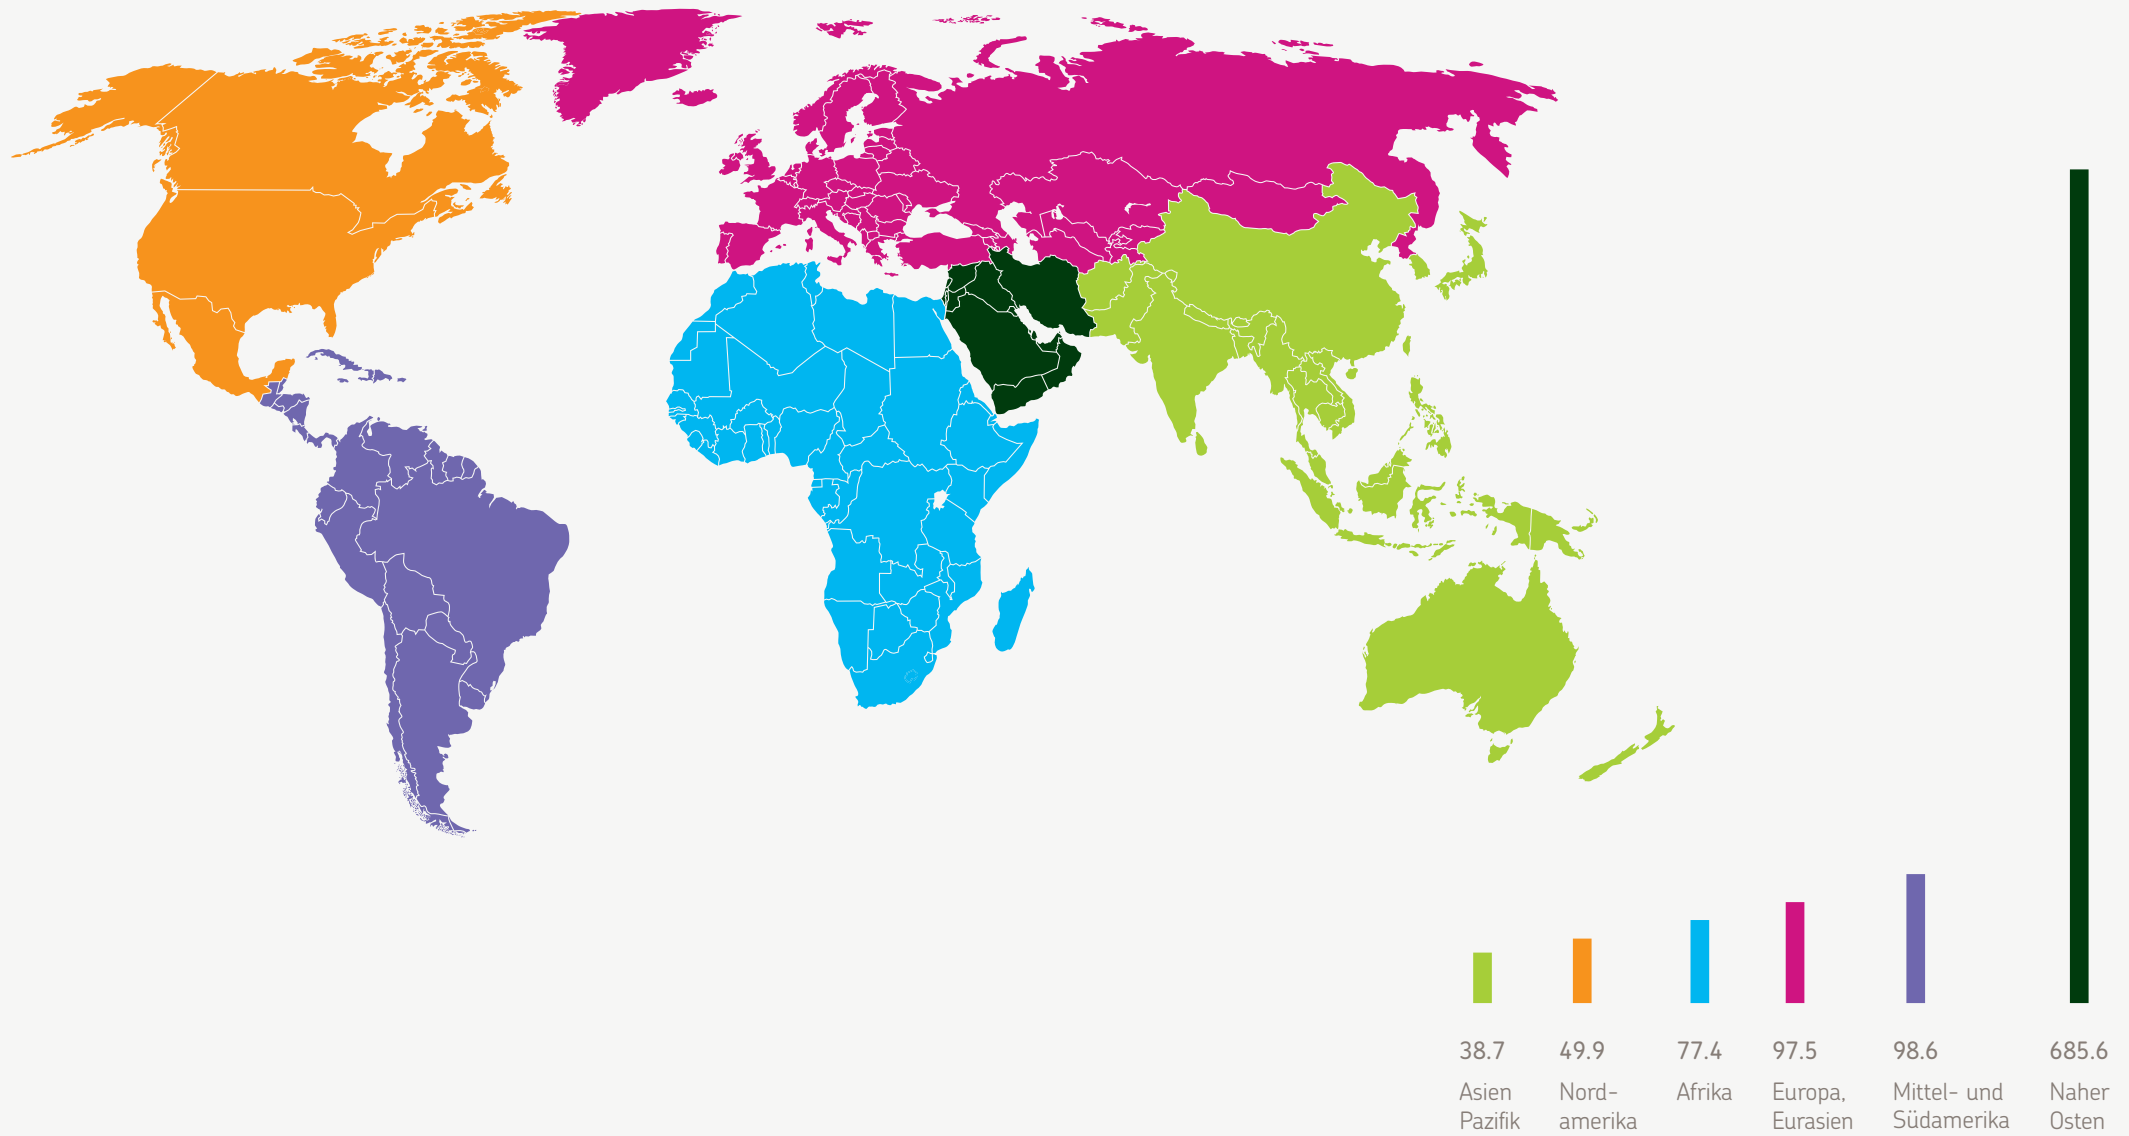 38.7
49.9
77.4
97.5
98.6
685.6
Asien
Pazifik
Nord-
amerika
Afrika
Europa,
Eurasien
Mittel- und
Südamerika
Naher
Osten